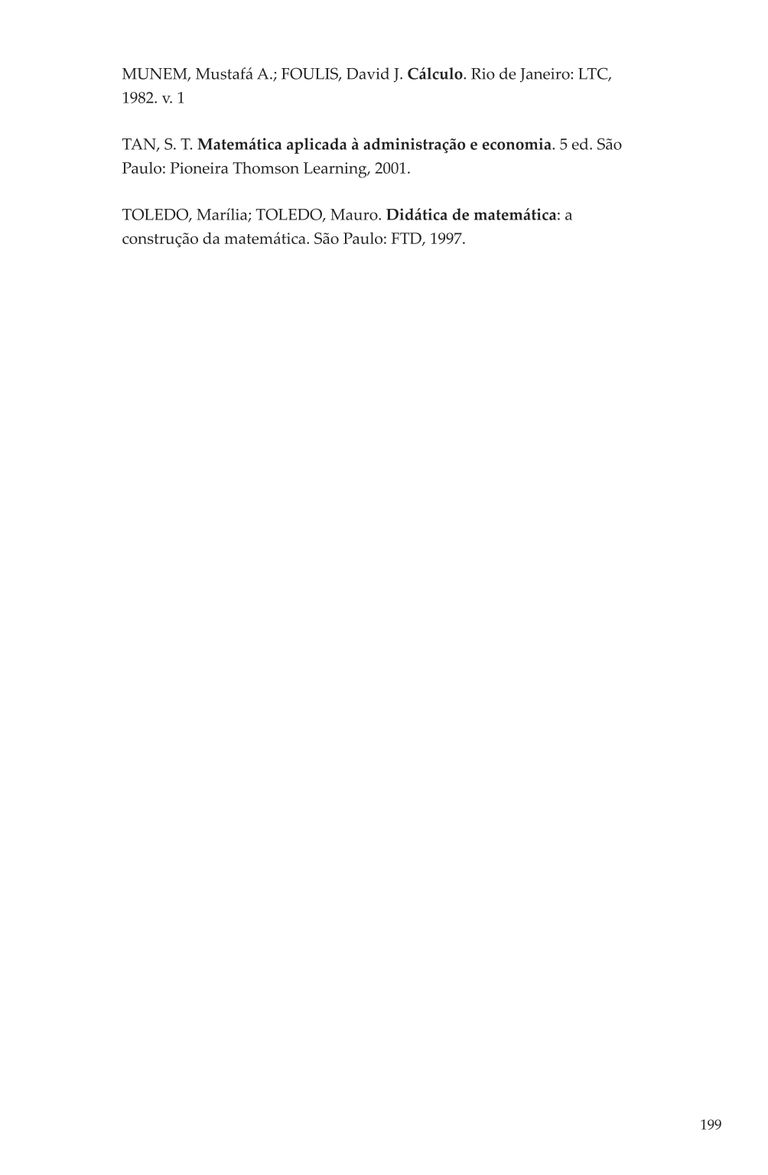 MUNEM, Mustafá A.; FOULIS, David J. Cálculo. Rio de Janeiro: LTC,
1982. v. 1
TAN, S. T. Matemática aplicada à administração e economia. 5 ed. São
Paulo: Pioneira Thomson Learning, 2001.
TOLEDO, Marília; TOLEDO, Mauro. Didática de matemática: a
construção da matemática. São Paulo: FTD, 1997.
199